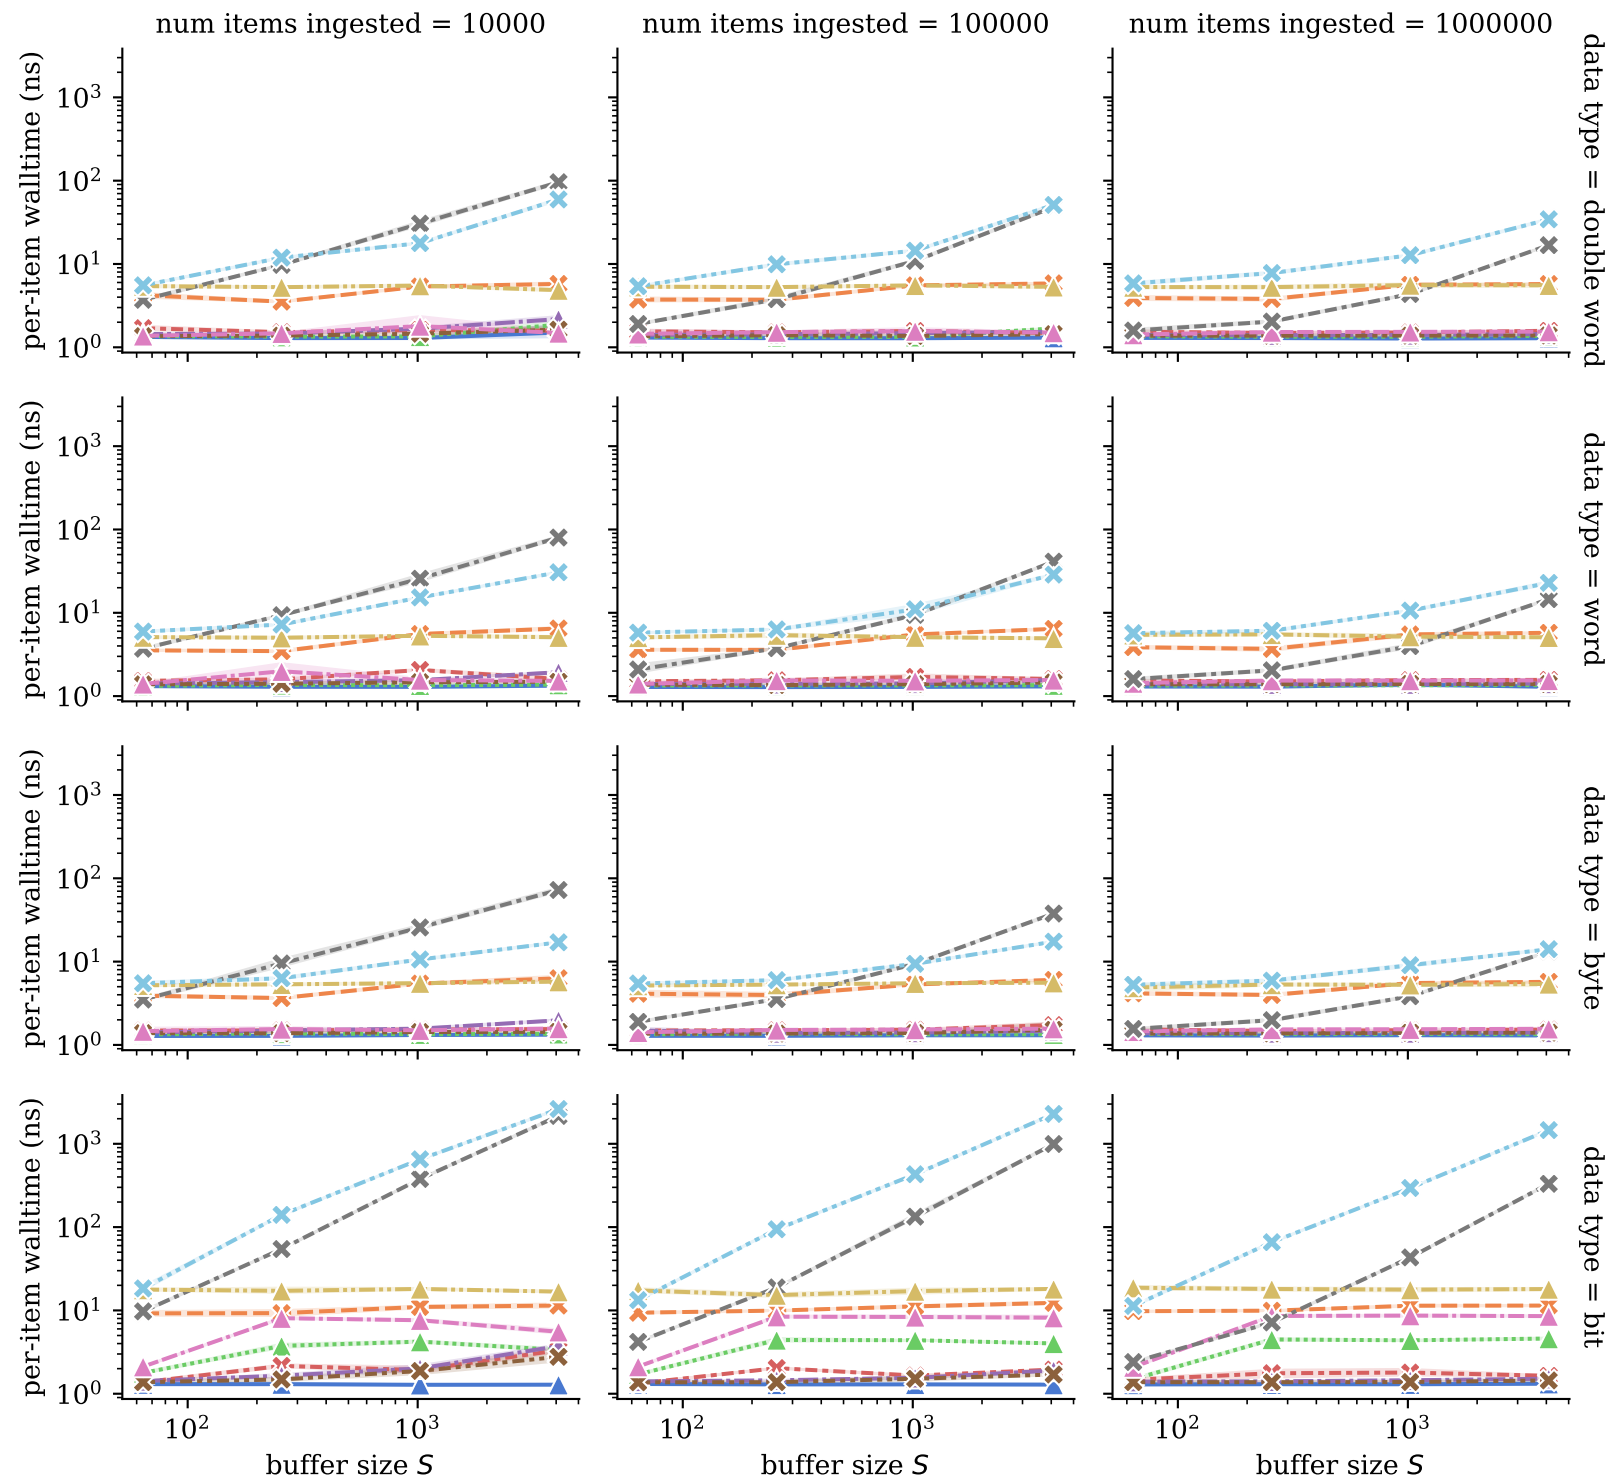 num items ingested = 10000
num items ingested = 100000
num items ingested = 1000000
per-item walltime (ns)
10³
10²
10¹
10⁰
data type = double word
per-item walltime (ns)
10³
10²
10¹
10⁰
data type = word
per-item walltime (ns)
10³
10²
10¹
10⁰
data type = byte
per-item walltime (ns)
10³
10²
10¹
10⁰
data type = bit
10² 10³
10² 10³
10² 10³
buffer size S
buffer size S
buffer size S